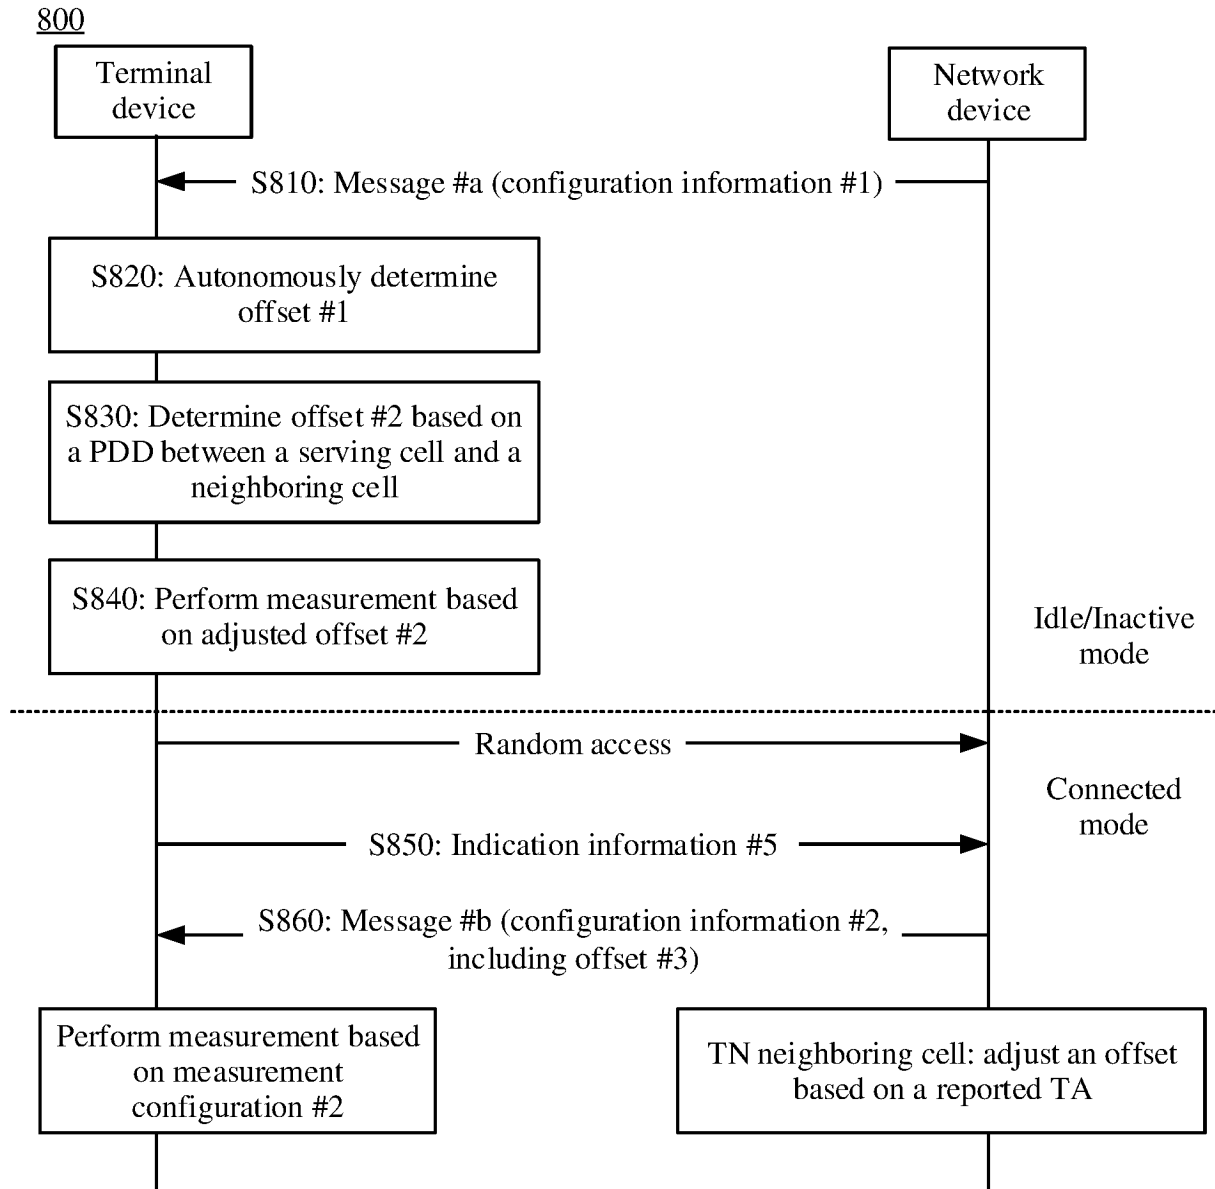 800
Terminal
device
Network
device
S810: Message #a (configuration information #1)
S820: Autonomously determine
offset #1
S830: Determine offset #2 based on
a PDD between a serving cell and a
neighboring cell
S840: Perform measurement based
on adjusted offset #2
Idle/Inactive
mode
Random access
Connected
mode
S850: Indication information #5
S860: Message #b (configuration information #2,
including offset #3)
Perform measurement based
on measurement
configuration #2
TN neighboring cell: adjust an offset
based on a reported TA